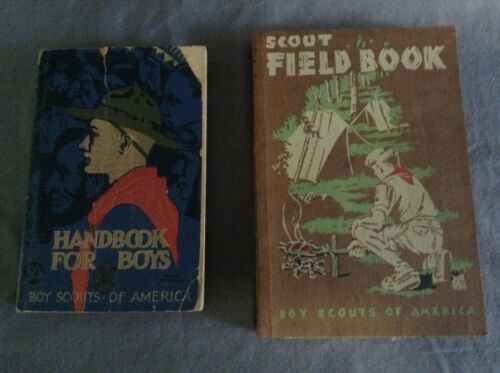 HANDBOOK
FOR BOYS
BOY SCOUTS OF AMERICA
SCOUT
FIELD BOOK
BOY SCOUTS OF AMERICA